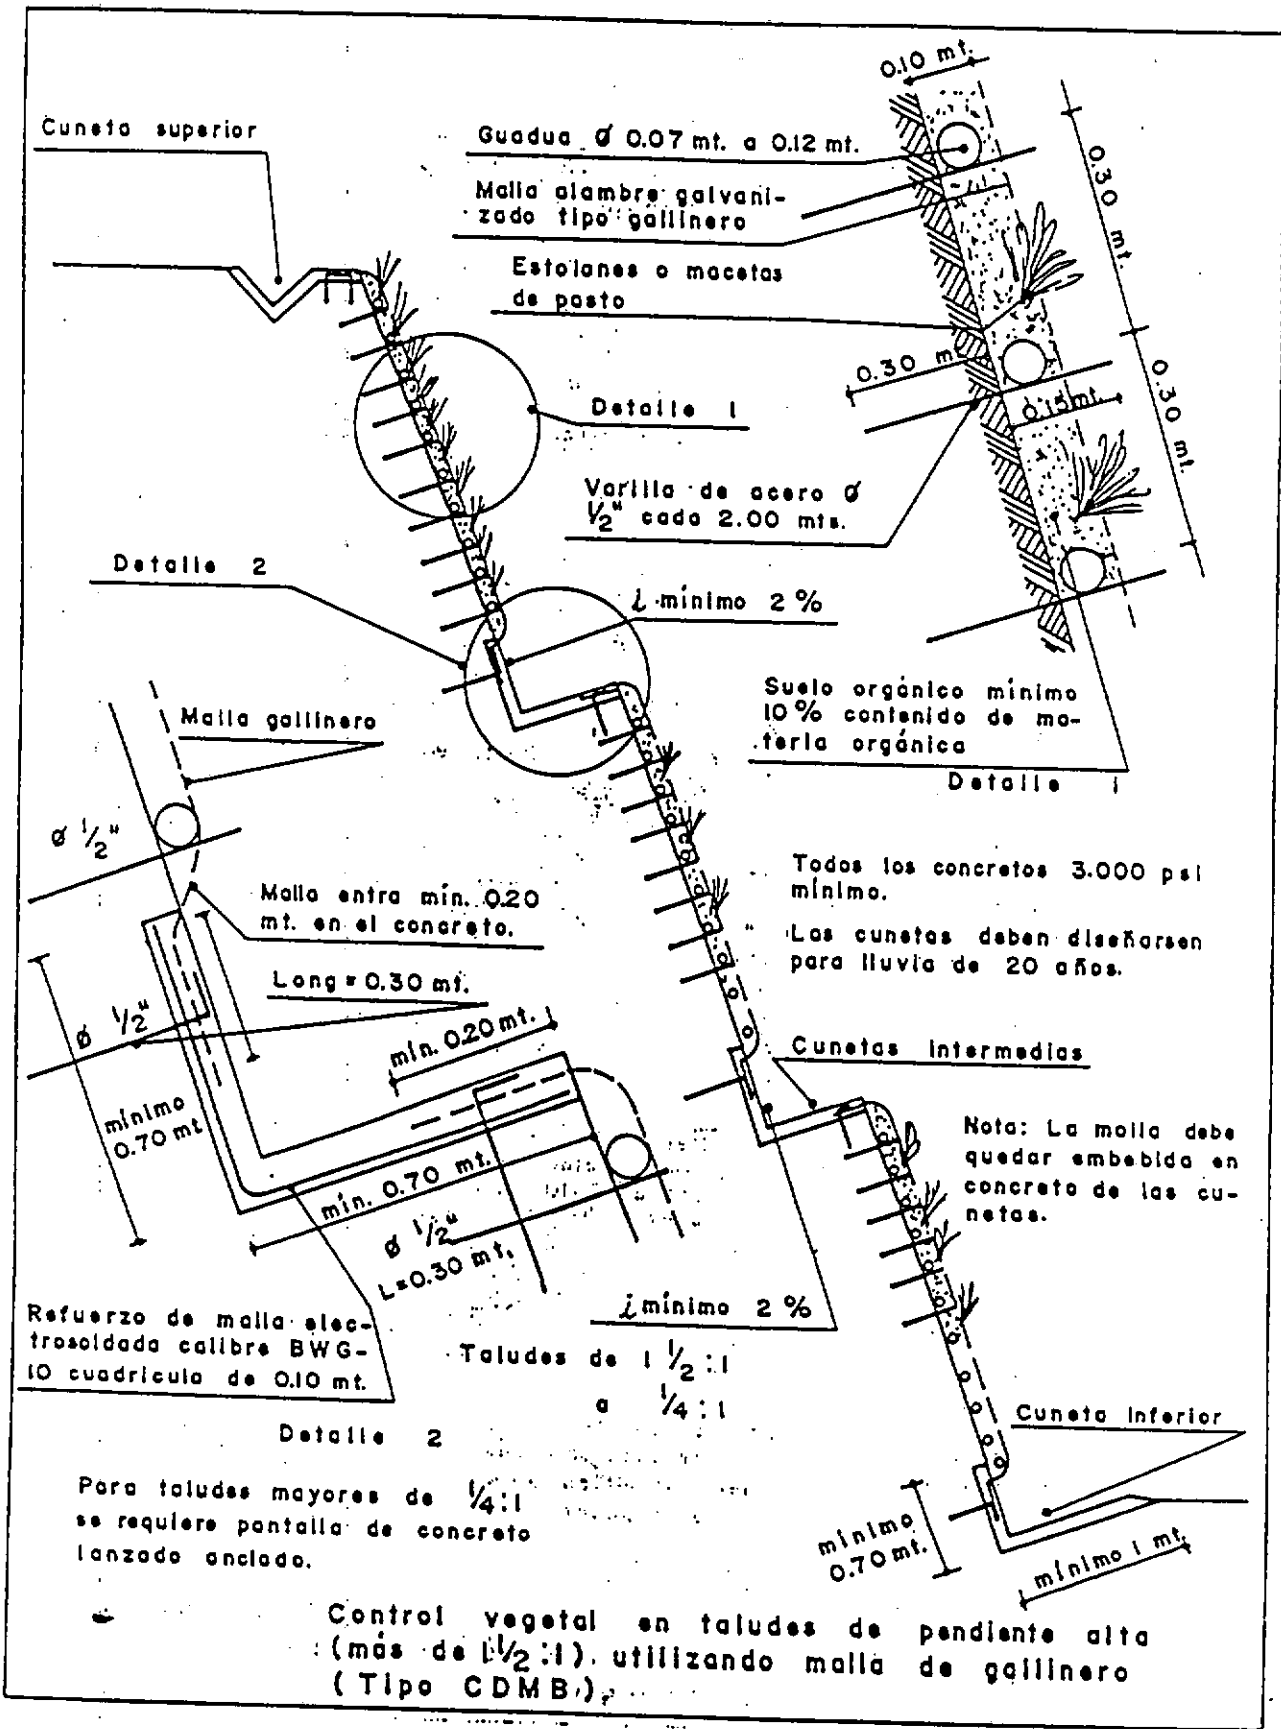 0.10 mt.
Cuneta superior
Guadua Ø 0.07 mt. a 0.12 mt.
Malla alambre galvani-
zado tipo gallinero
0.30 mt.
Estolones o macetas
de pasto
0.30 m
0.30 mt.
Detalle 1
0.15 mt.
Varilla de acero Ø
1/2" cada 2.00 mts.
Detalle 2
i mínimo 2 %
Suelo orgánico mínimo
10 % contenido de ma-
teria orgánica
Detalle 1
Malla gallinero
Ø 1/2"
Malla entra mín. 0.20
mt. en el concreto.
Todos los concretos 3.000 psi
mínimo.
Las cunetas deben diseñarsen
para lluvia de 20 años.
Long = 0.30 mt.
Ø 1/2"
mín. 0.20 mt.
Cunetas intermedias
mínimo
0.70 mt
mín. 0.70 mt.
Nota: La malla debe
quedar embebida en
concreto de las cu-
netas.
Ø 1/2"
L=0.30 mt.
i mínimo 2 %
Refuerzo de malla elec-
trosoldada calibre BWG-
10 cuadrícula de 0.10 mt.
Taludes de 1 1/2 : 1
a 1/4 : 1
Detalle 2
Cuneta inferior
Para taludes mayores de 1/4:1
se requiere pantalla de concreto
lanzado anclado.
mínimo
0.70 mt.
mínimo 1 mt.
Control vegetal en taludes de pendiente alta
(más de 1 1/2 :1). utilizando malla de gallinero
( Tipo CDMB ).